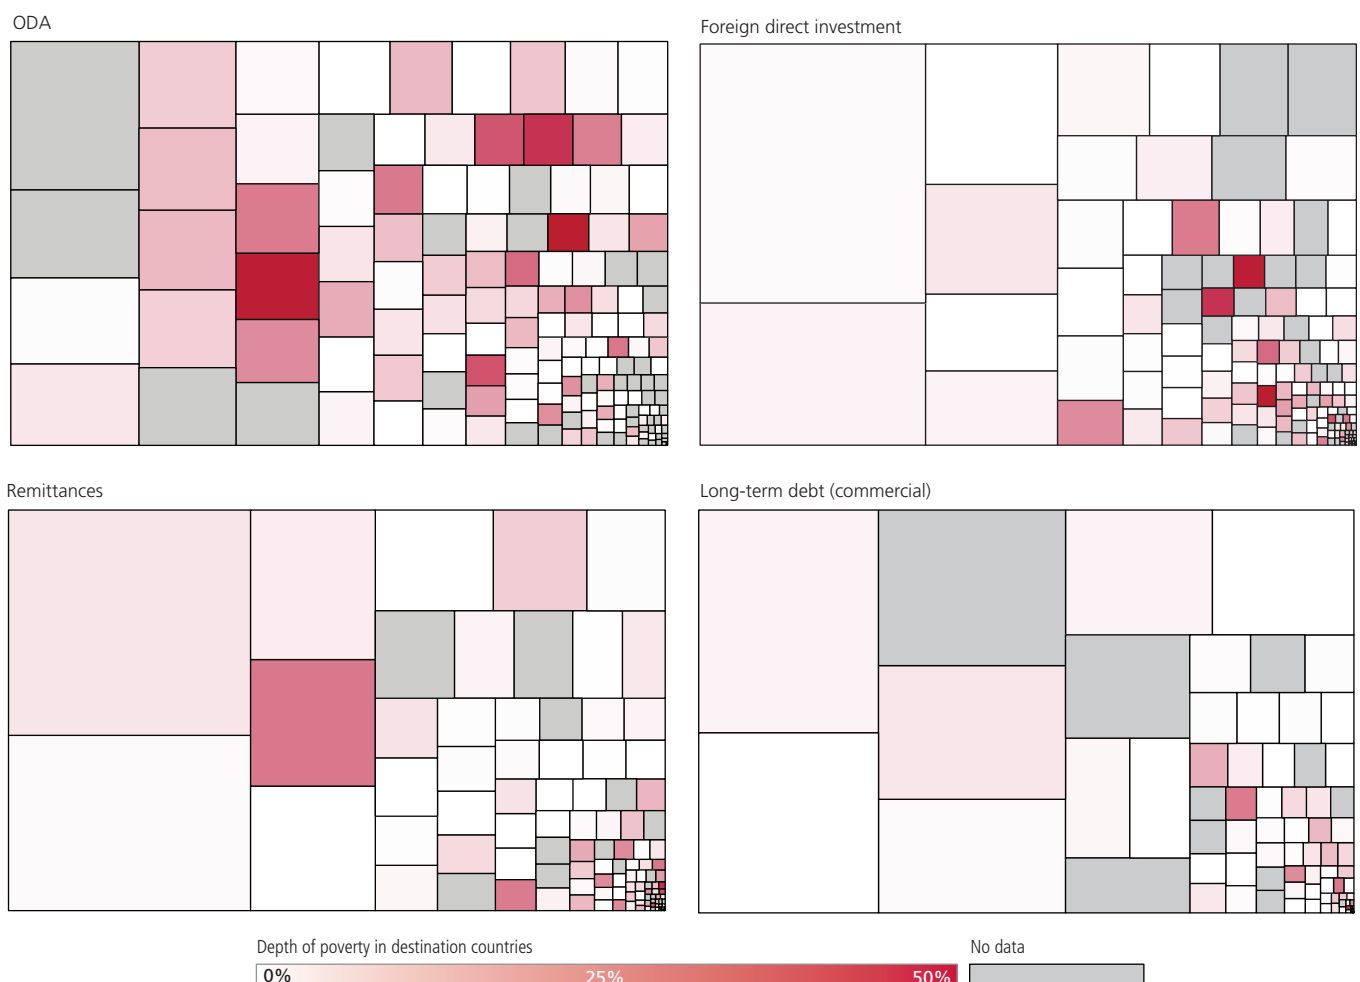 ODA
Foreign direct investment
Remittances
Long-term debt (commercial)
Depth of poverty in destination countries
No data
0%
25%
50%